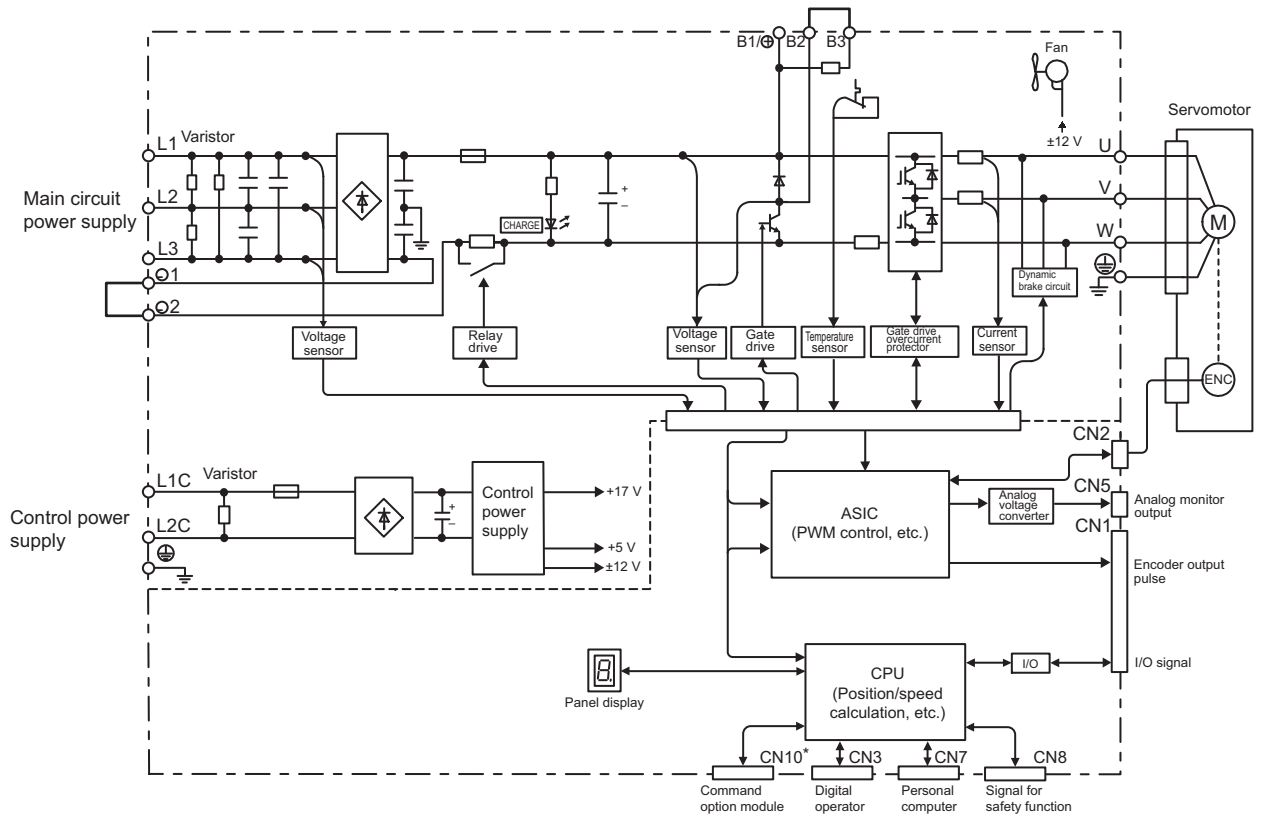 B1/⊕ B2 B3
Fan
±12 V
Servomotor
Varistor
L1
L2
L3
⊖1
⊖2
Main circuit
power supply
CHARGE
+
–
U
V
W
M
ENC
Dynamic
brake circuit
Voltage
sensor
Relay
drive
Voltage
sensor
Gate
drive
Temperature
sensor
Gate drive
overcurrent
protector
Current
sensor
Varistor
L1C
L2C
Control power
supply
+
–
Control
power
supply
+17 V
+5 V
±12 V
ASIC
(PWM control, etc.)
Analog
voltage
converter
CN2
CN5
Analog monitor
output
CN1
Encoder output
pulse
I/O
I/O signal
8.
Panel display
CPU
(Position/speed
calculation, etc.)
CN10*
CN3
CN7
CN8
Command
option module
Digital
operator
Personal
computer
Signal for
safety function